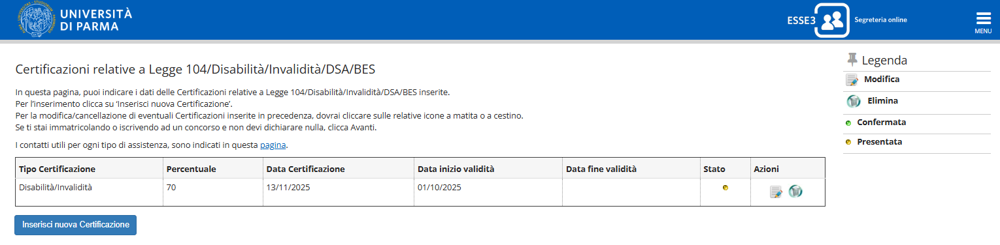 UNIVERSITÀ
DI PARMA
ESSE3
Segreteria online
MENU
Certificazioni relative a Legge 104/Disabilità/Invalidità/DSA/BES
In questa pagina, puoi indicare i dati delle Certificazioni relative a Legge 104/Disabilità/Invalidità/DSA/BES inserite.
Per l’inserimento clicca su ‘Inserisci nuova Certificazione’.
Per la modifica/cancellazione di eventuali Certificazioni inserite in precedenza, dovrai cliccare sulle relative icone a matita o a cestino.
Se ti stai immatricolando o iscrivendo ad un concorso e non devi dichiarare nulla, clicca Avanti.
I contatti utili per ogni tipo di assistenza, sono indicati in questa pagina.
Tipo Certificazione Percentuale Data Certificazione Data inizio validità Data fine validità Stato Azioni
Disabilità/Invalidità 70 13/11/2025 01/10/2025
Inserisci nuova Certificazione
Legenda
Modifica
Elimina
Confermata
Presentata